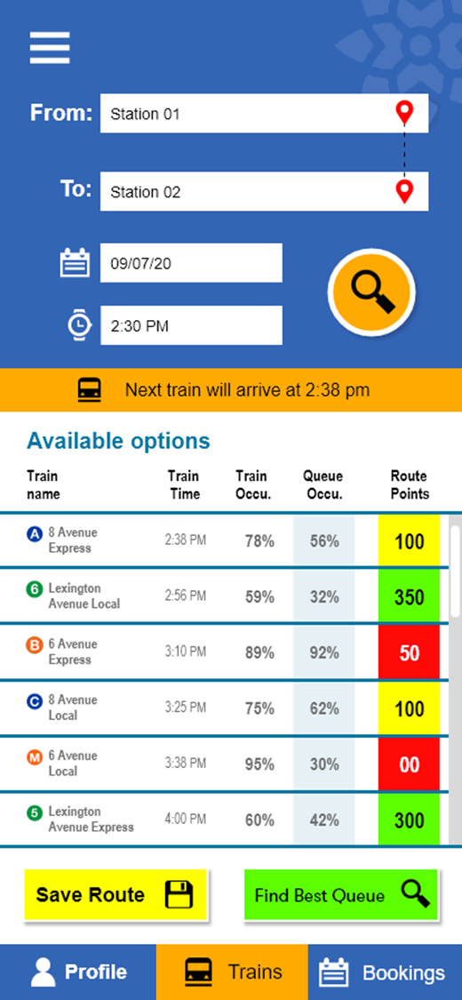 From: Station 01
To: Station 02
09/07/20
2:30 PM
Next train will arrive at 2:38 pm
Available options
Train Train Train Queue Route
name Time Occu. Occu. Points
A 8 Avenue
Express 2:38 PM 78% 56% 100
6 Lexington
Avenue Local 2:56 PM 59% 32% 350
B 6 Avenue
Express 3:10 PM 89% 92% 50
C 8 Avenue
Local 3:25 PM 75% 62% 100
M 6 Avenue
Local 3:38 PM 95% 30% 00
5 Lexington
Avenue Express 4:00 PM 60% 42% 300
Save Route Find Best Queue
Profile Trains Bookings